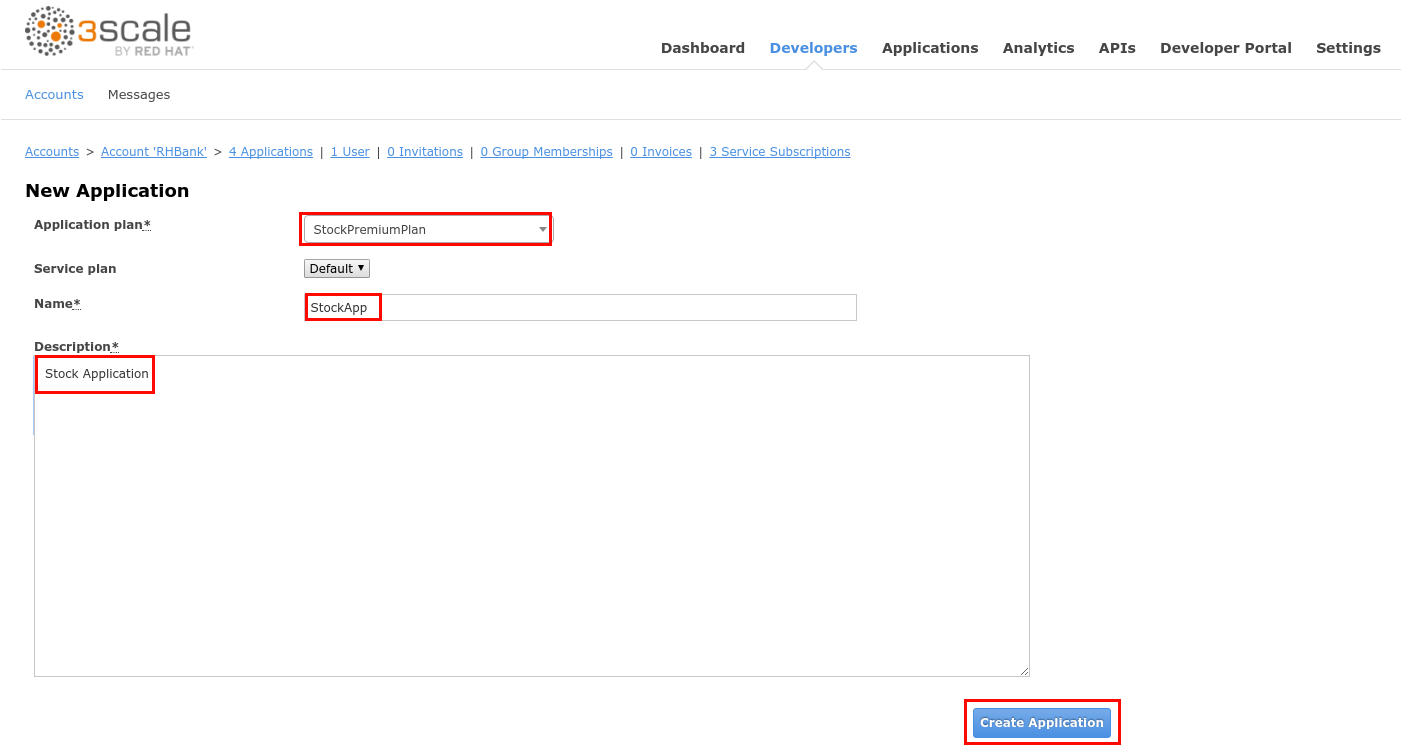 3scale
BY RED HAT
Dashboard Developers Applications Analytics APIs Developer Portal Settings
Accounts Messages
Accounts > Account 'RHBank' > 4 Applications | 1 User | 0 Invitations | 0 Group Memberships | 0 Invoices | 3 Service Subscriptions
New Application
Application plan* StockPremiumPlan
Service plan Default
Name* StockApp
Description*
Stock Application
Create Application